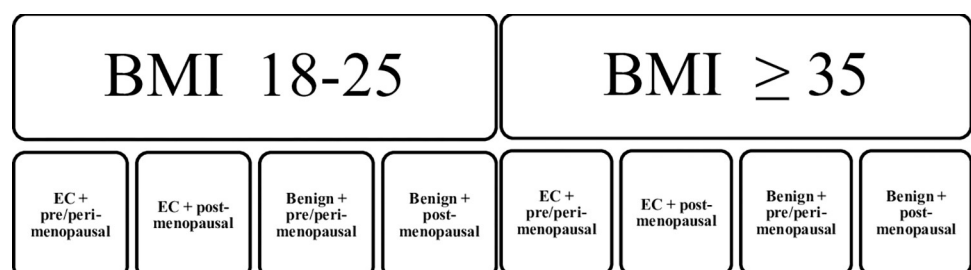 BMI 18-25
BMI ≥ 35
EC +
pre/peri-
menopausal
EC + post-
menopausal
Benign +
pre/peri-
menopausal
Benign +
post-
menopausal
EC +
pre/peri-
menopausal
EC + post-
menopausal
Benign +
pre/peri-
menopausal
Benign +
post-
menopausal